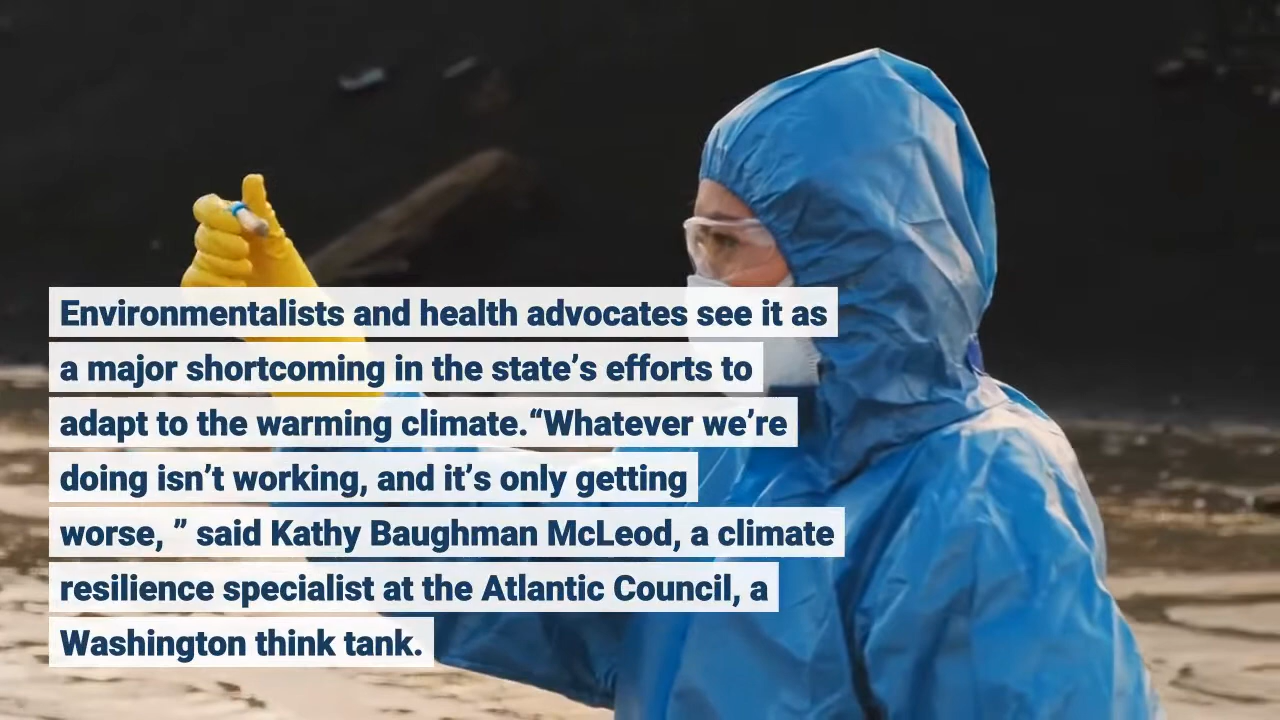 Environmentalists and health advocates see it as
a major shortcoming in the state’s efforts to
adapt to the warming climate.“Whatever we’re
doing isn’t working, and it’s only getting
worse, ” said Kathy Baughman McLeod, a climate
resilience specialist at the Atlantic Council, a
Washington think tank.